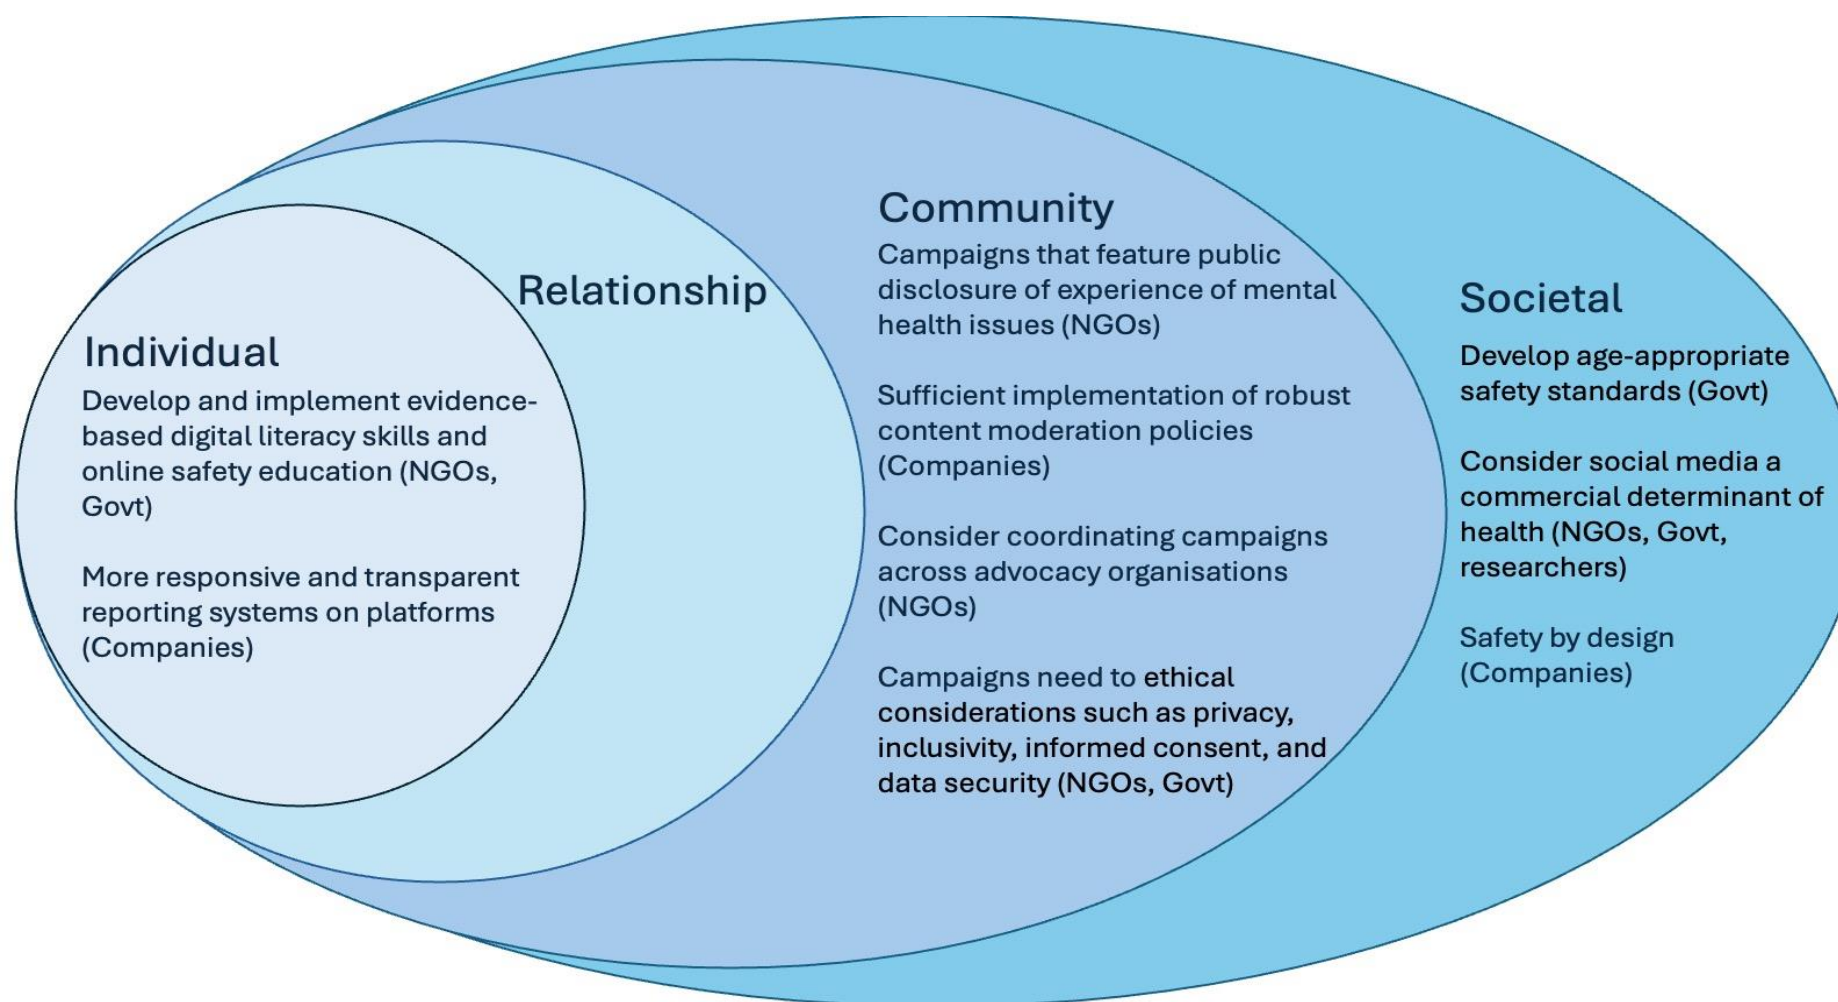 Individual
Develop and implement evidence-
based digital literacy skills and
online safety education (NGOs,
Govt)
More responsive and transparent
reporting systems on platforms
(Companies)
Relationship
Community
Campaigns that feature public
disclosure of experience of mental
health issues (NGOs)
Sufficient implementation of robust
content moderation policies
(Companies)
Consider coordinating campaigns
across advocacy organisations
(NGOs)
Campaigns need to ethical
considerations such as privacy,
inclusivity, informed consent, and
data security (NGOs, Govt)
Societal
Develop age-appropriate
safety standards (Govt)
Consider social media a
commercial determinant of
health (NGOs, Govt,
researchers)
Safety by design
(Companies)